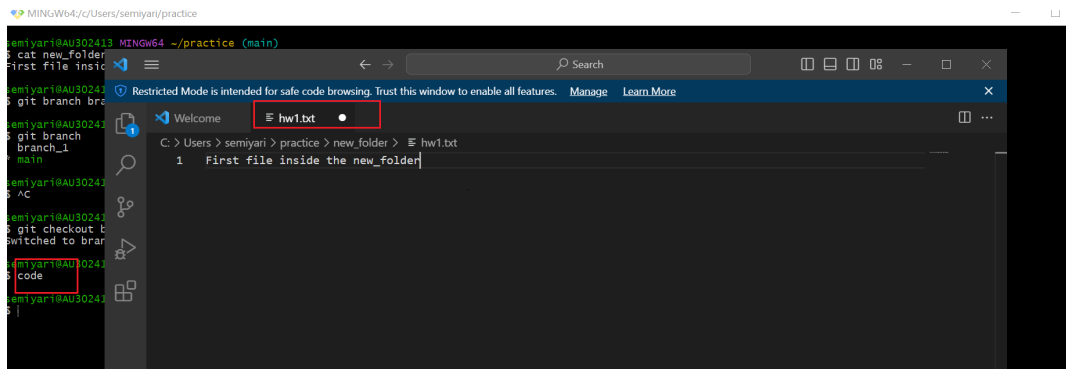 MINGW64:/c/Users/semiyari/practice
semiyari@AU302413 MINGW64 ~/practice (main)
$ cat new_folder
First file insid
semiyari@AU30241
$ git branch bra
semiyari@AU30241
$ git branch
branch_1
* main
semiyari@AU30241
$ ^C
semiyari@AU30241
$ git checkout b
Switched to bran
semiyari@AU30241
$ code
semiyari@AU30241
$
Search
Restricted Mode is intended for safe code browsing. Trust this window to enable all features. Manage Learn More
1
Welcome hw1.txt
C: > Users > semiyari > practice > new_folder > hw1.txt
1 First file inside the new_folder